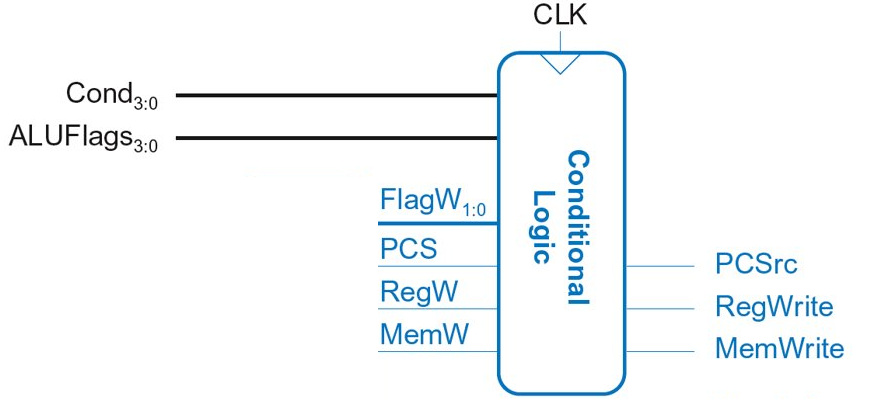 CLK
Cond3:0
ALUFlags3:0
FlagW1:0
PCS
RegW
MemW
Conditional
Logic
PCSrc
RegWrite
MemWrite